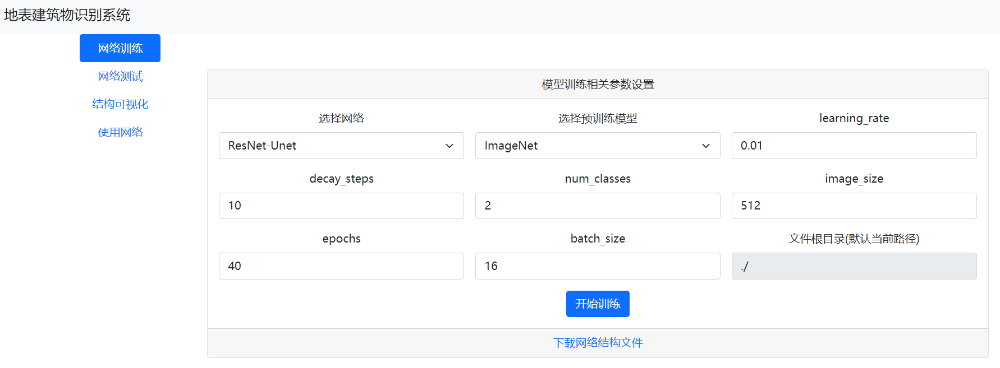 地表建筑物识别系统
网络训练
网络测试
结构可视化
使用网络
模型训练相关参数设置
选择网络
ResNet-Unet
选择预训练模型
ImageNet
learning_rate
0.01
decay_steps
10
num_classes
2
image_size
512
epochs
40
batch_size
16
文件根目录(默认当前路径)
./
开始训练
下载网络结构文件